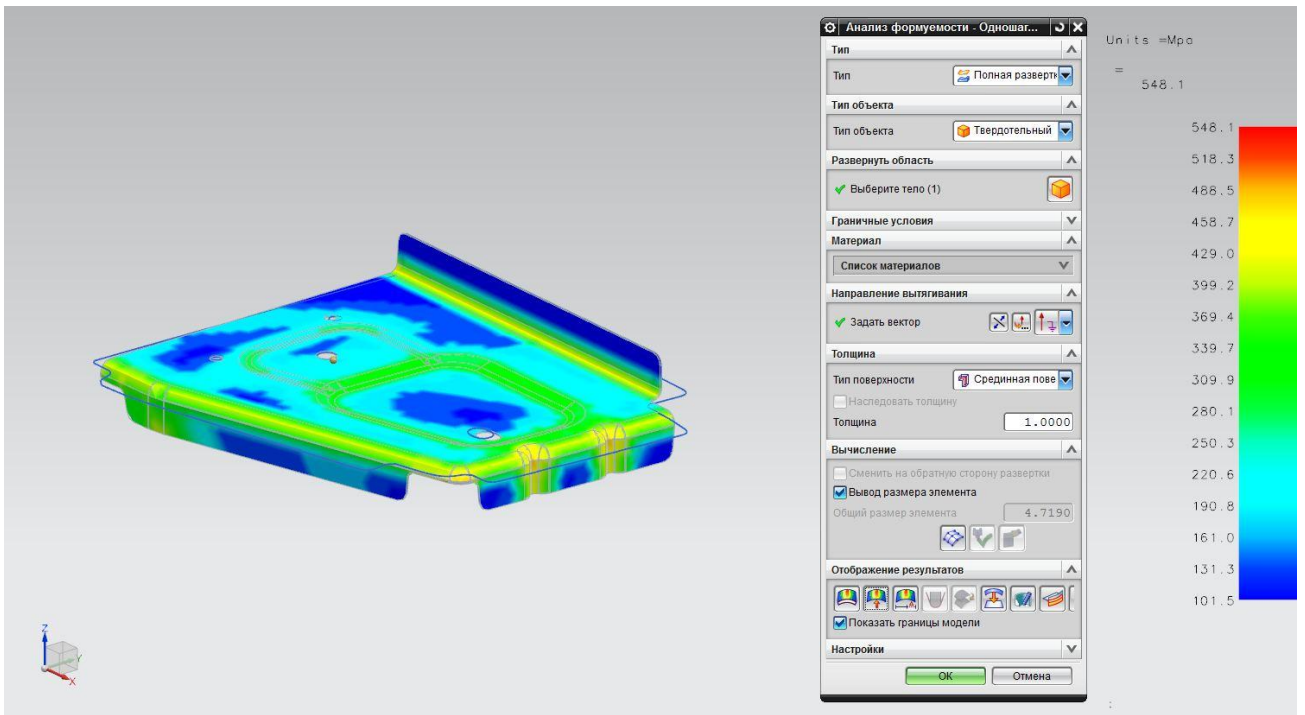 Анализ формуемости - Одношаг...
Тип
Тип
Полная развертк
Тип объекта
Тип объекта
Твердотельный
Развернуть область
Выберите тело (1)
Граничные условия
Материал
Список материалов
Направление вытягивания
Задать вектор
Толщина
Тип поверхности
Срединная пове
Наследовать толщину
Толщина
1.0000
Вычисление
Сменить на обратную сторону развертки
Вывод размера элемента
Общий размер элемента
4.7190
Отображение результатов
Показать границы модели
Настройки
ОК
Отмена
Units =Mpa
=
548.1
548.1
518.3
488.5
458.7
429.0
399.2
369.4
339.7
309.9
280.1
250.3
220.6
190.8
161.0
131.3
101.5
Z
Y
X